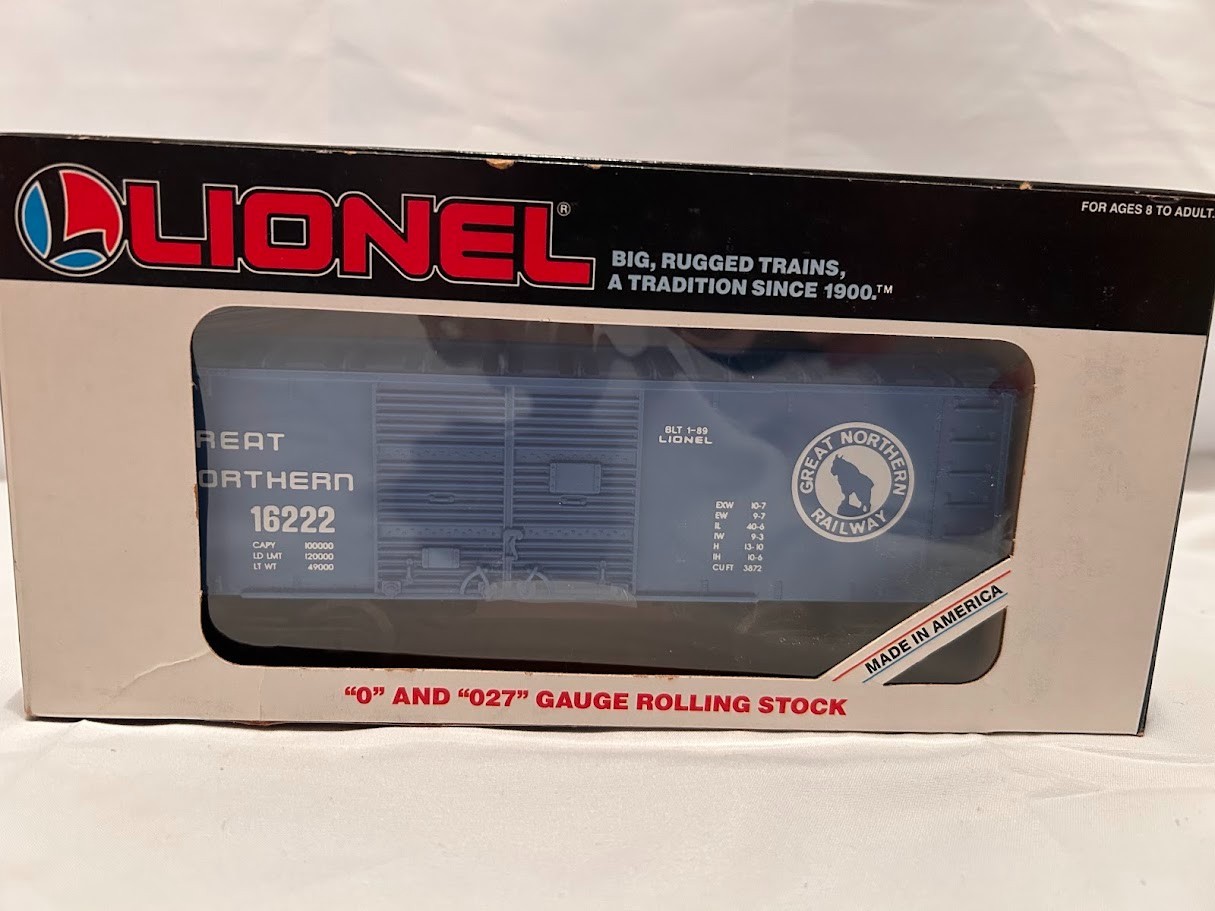 LIONEL®
BIG, RUGGED TRAINS,
A TRADITION SINCE 1900.™
FOR AGES 8 TO ADULT.
REAT
ORTHERN
16222
CAPY 100000
LD LMT 120000
LT WT 49000
BLT 1-89
LIONEL
EXW 10-7
EW 9-7
IL 40-6
IW 9-3
H 13-10
IH 10-6
CU FT 3872
GREAT NORTHERN
RAILWAY
MADE IN AMERICA
“O” AND “027” GAUGE ROLLING STOCK